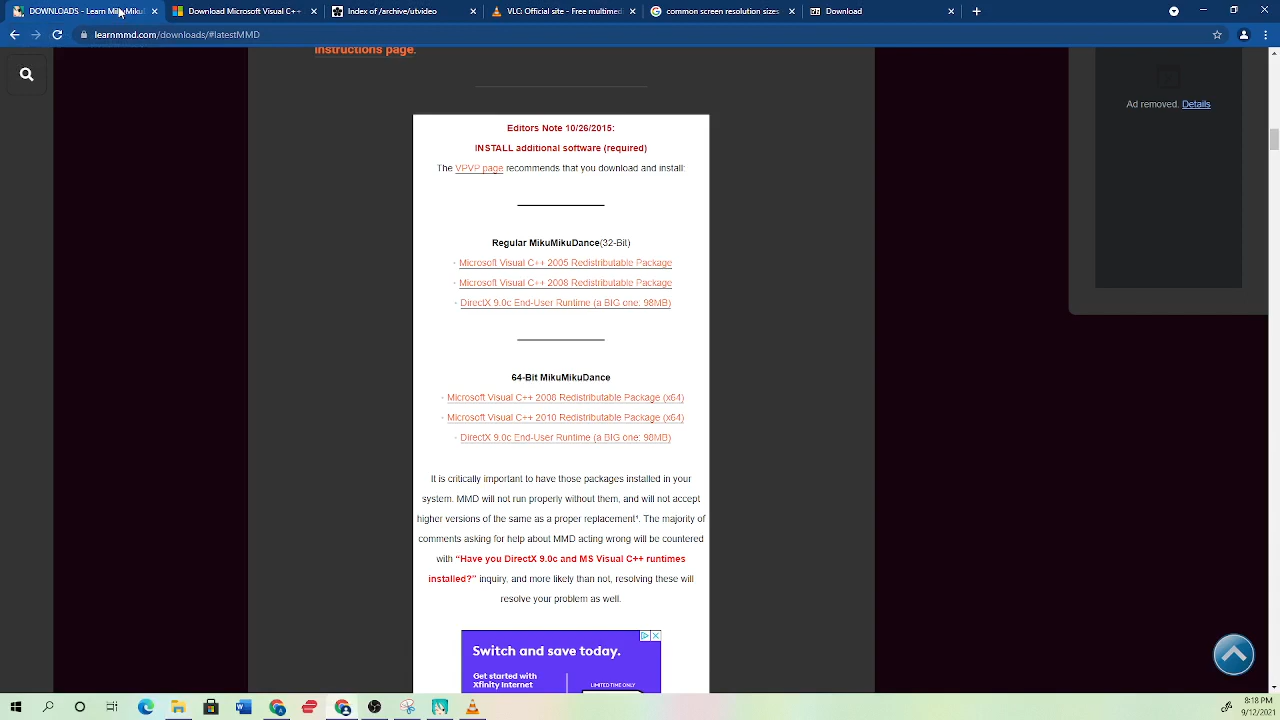 DOWNLOADS - Learn MikuMikuI
Download Microsoft Visual C++
Index of /archive/utvideo
VLC: Official site - Free multimed
common screen resolution sizes
Download
learnmmd.com/downloads/#latestMMD
instructions page.
Ad removed. Details
Editors Note 10/26/2015:
INSTALL additional software (required)
The VPVP page recommends that you download and install:
Regular MikuMikuDance(32-Bit)
Microsoft Visual C++ 2005 Redistributable Package
Microsoft Visual C++ 2008 Redistributable Package
DirectX 9.0c End-User Runtime (a BIG one: 98MB)
64-Bit MikuMikuDance
Microsoft Visual C++ 2008 Redistributable Package (x64)
Microsoft Visual C++ 2010 Redistributable Package (x64)
DirectX 9.0c End-User Runtime (a BIG one: 98MB)
It is critically important to have those packages installed in your
system. MMD will not run properly without them, and will not accept
higher versions of the same as a proper replacement*. The majority of
comments asking for help about MMD acting wrong will be countered
with “Have you DirectX 9.0c and MS Visual C++ runtimes
installed?” inquiry, and more likely than not, resolving these will
resolve your problem as well.
Switch and save today.
Get started with
Xfinity Internet
LIMITED TIME ONLY
8:18 PM
9/12/2021